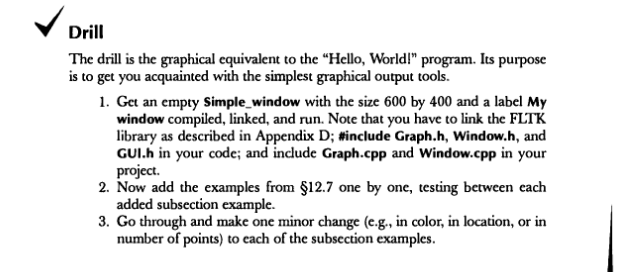 Drill
The drill is the graphical equivalent to the “Hello, World!” program. Its purpose
is to get you acquainted with the simplest graphical output tools.
1. Get an empty Simple_window with the size 600 by 400 and a label My
window compiled, linked, and run. Note that you have to link the FLTK
library as described in Appendix D; #include Graph.h, Window.h, and
GUI.h in your code; and include Graph.cpp and Window.cpp in your
project.
2. Now add the examples from §12.7 one by one, testing between each
added subsection example.
3. Go through and make one minor change (e.g., in color, in location, or in
number of points) to each of the subsection examples.